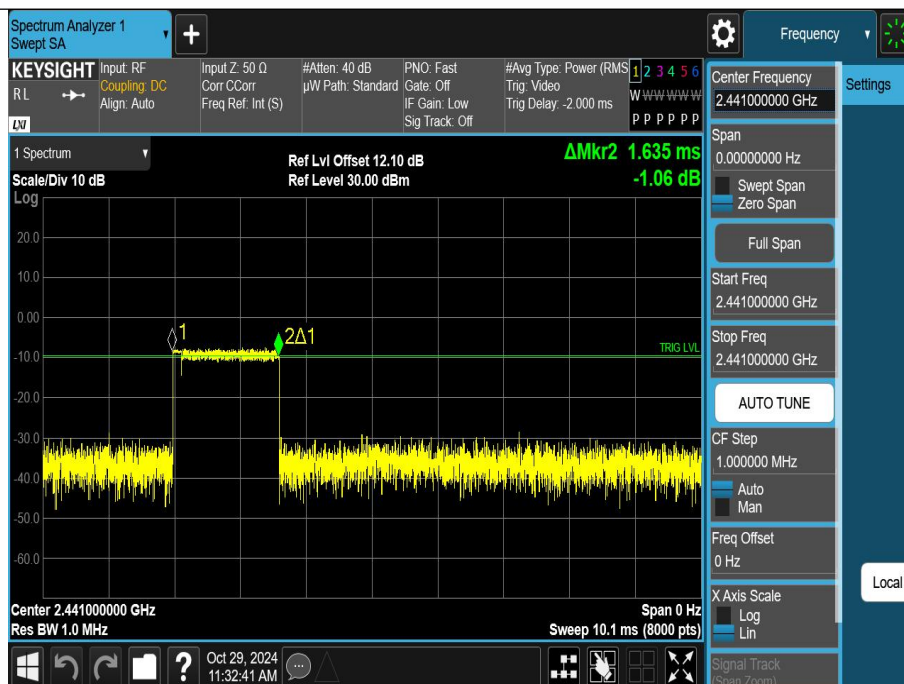 Spectrum Analyzer 1
Swept SA
+
Frequency
KEYSIGHT
RL
LXI
Input: RF
Coupling: DC
Align: Auto
Input Z: 50 Ω
Corr CCorr
Freq Ref: Int (S)
#Atten: 40 dB
µW Path: Standard
PNO: Fast
Gate: Off
IF Gain: Low
Sig Track: Off
#Avg Type: Power (RMS
Trig: Video
Trig Delay: -2.000 ms
1 2 3 4 5 6
W W W W W W
P P P P P P
1 Spectrum
Scale/Div 10 dB
Log
Ref Lvl Offset 12.10 dB
Ref Level 30.00 dBm
ΔMkr2 1.635 ms
-1.06 dB
20.0
10.0
0.00
-10.0
-20.0
-30.0
-40.0
-50.0
-60.0
1
2Δ1
TRIG LVL
Center 2.441000000 GHz
Res BW 1.0 MHz
Span 0 Hz
Sweep 10.1 ms (8000 pts)
Oct 29, 2024
11:32:41 AM
?
Center Frequency
2.441000000 GHz
Span
0.00000000 Hz
Swept Span
Zero Span
Full Span
Start Freq
2.441000000 GHz
Stop Freq
2.441000000 GHz
AUTO TUNE
CF Step
1.000000 MHz
Auto
Man
Freq Offset
0 Hz
X Axis Scale
Log
Lin
Signal Track
(Span Zoom)
Settings
Local